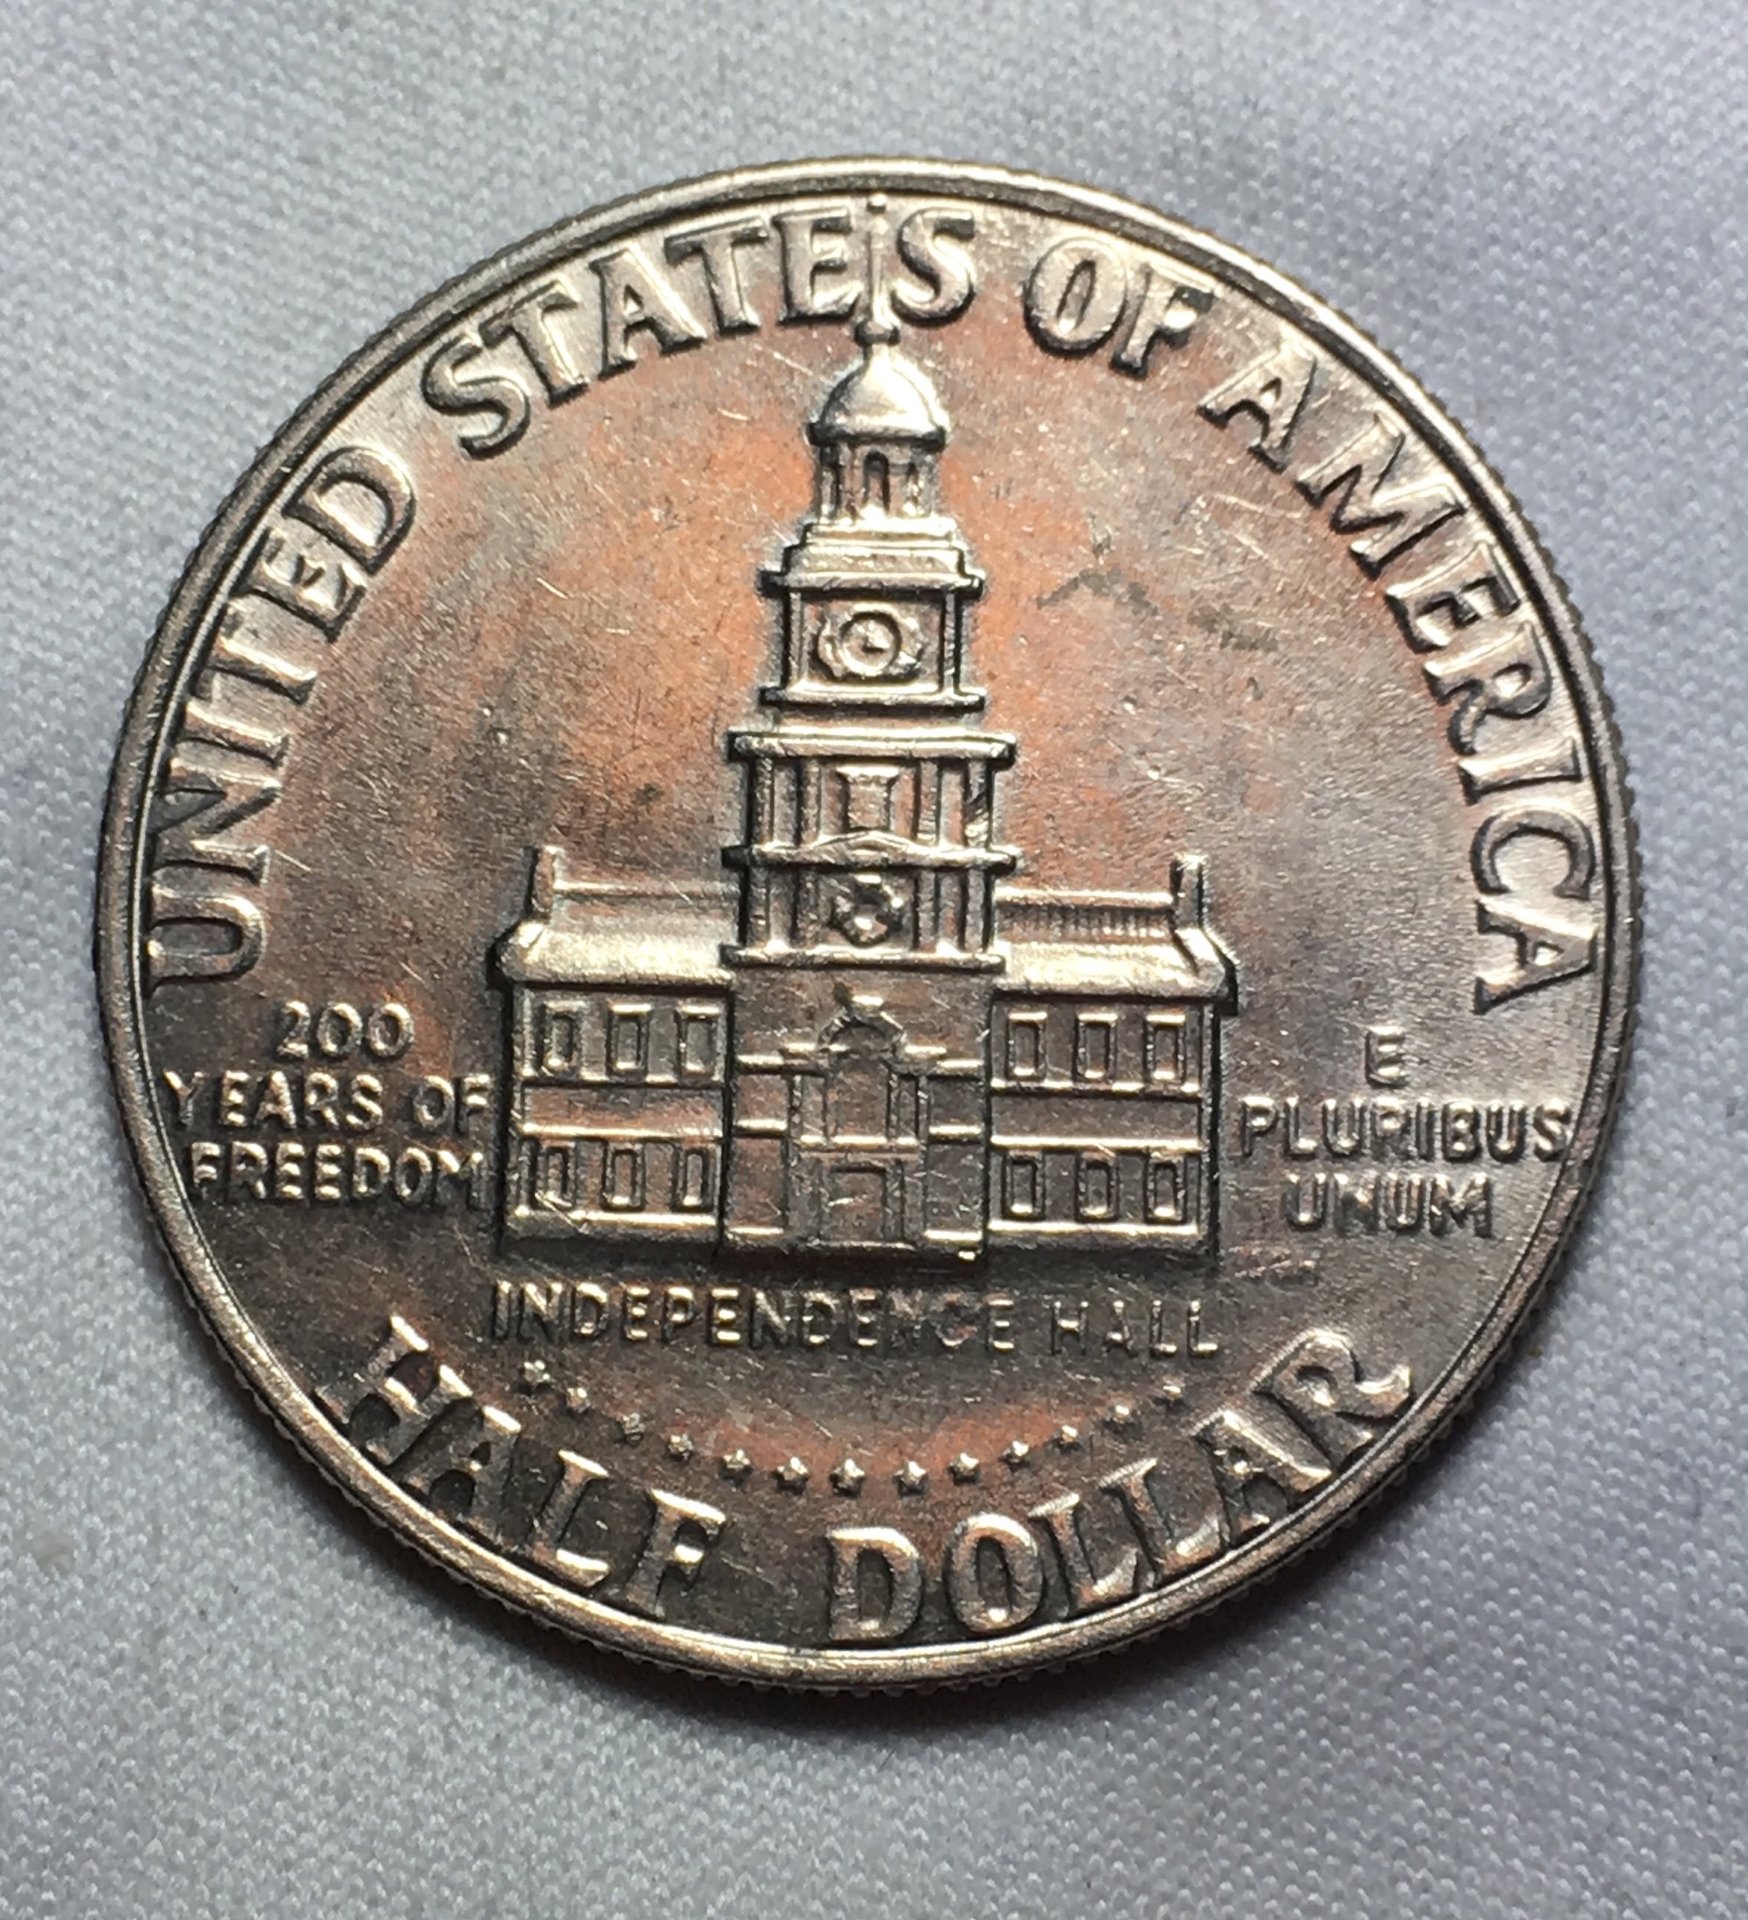 UNITED STATES OF AMERICA
200
YEARS OF
FREEDOM
E
PLURIBUS
UNUM
INDEPENDENCE HALL
HALF DOLLAR